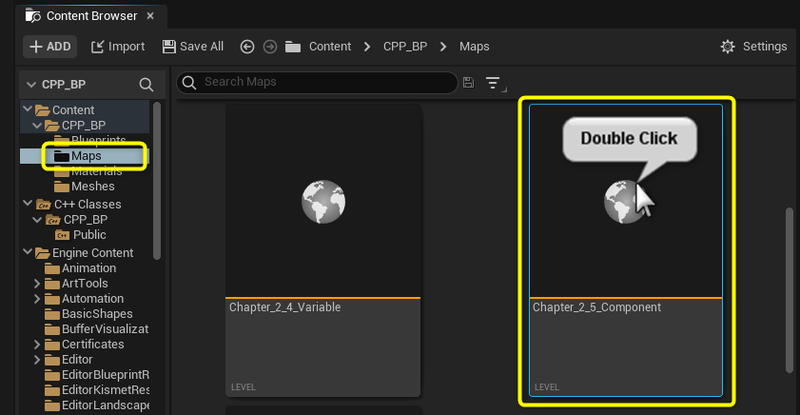 Content Browser
+ ADD Import Save All Content > CPP_BP > Maps Settings
CPP_BP
Search Maps
Content
CPP_BP
Blueprints
Maps
Materials
Meshes
C++ Classes
CPP_BP
Public
Engine Content
Animation
ArtTools
Automation
BasicShapes
BufferVisualizat
Certificates
Editor
EditorBlueprintR
EditorKismetRes
EditorLandscape
Chapter_2_4_Variable
LEVEL
Double Click
Chapter_2_5_Component
LEVEL